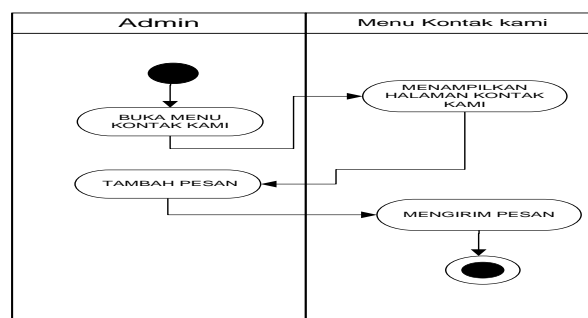 Admin
Menu Kontak kami
BUKA MENU
KONTAK KAMI
MENAMPILKAN
HALAMAN KONTAK
KAMI
TAMBAH PESAN
MENGIRIM PESAN